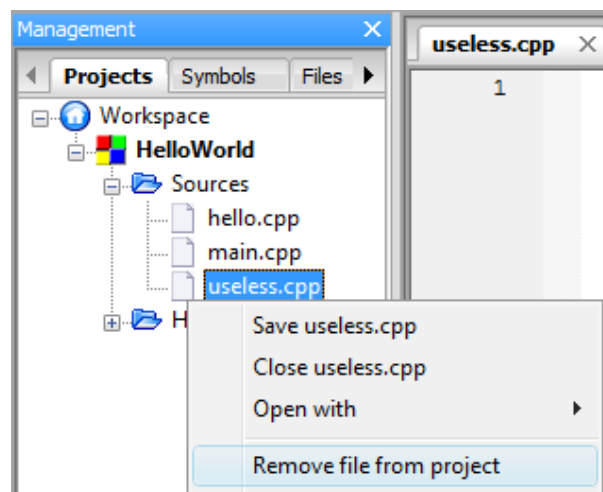 Management
useless.cpp
Projects Symbols Files
1
Workspace
HelloWorld
Sources
hello.cpp
main.cpp
useless.cpp
H
Save useless.cpp
Close useless.cpp
Open with
Remove file from project